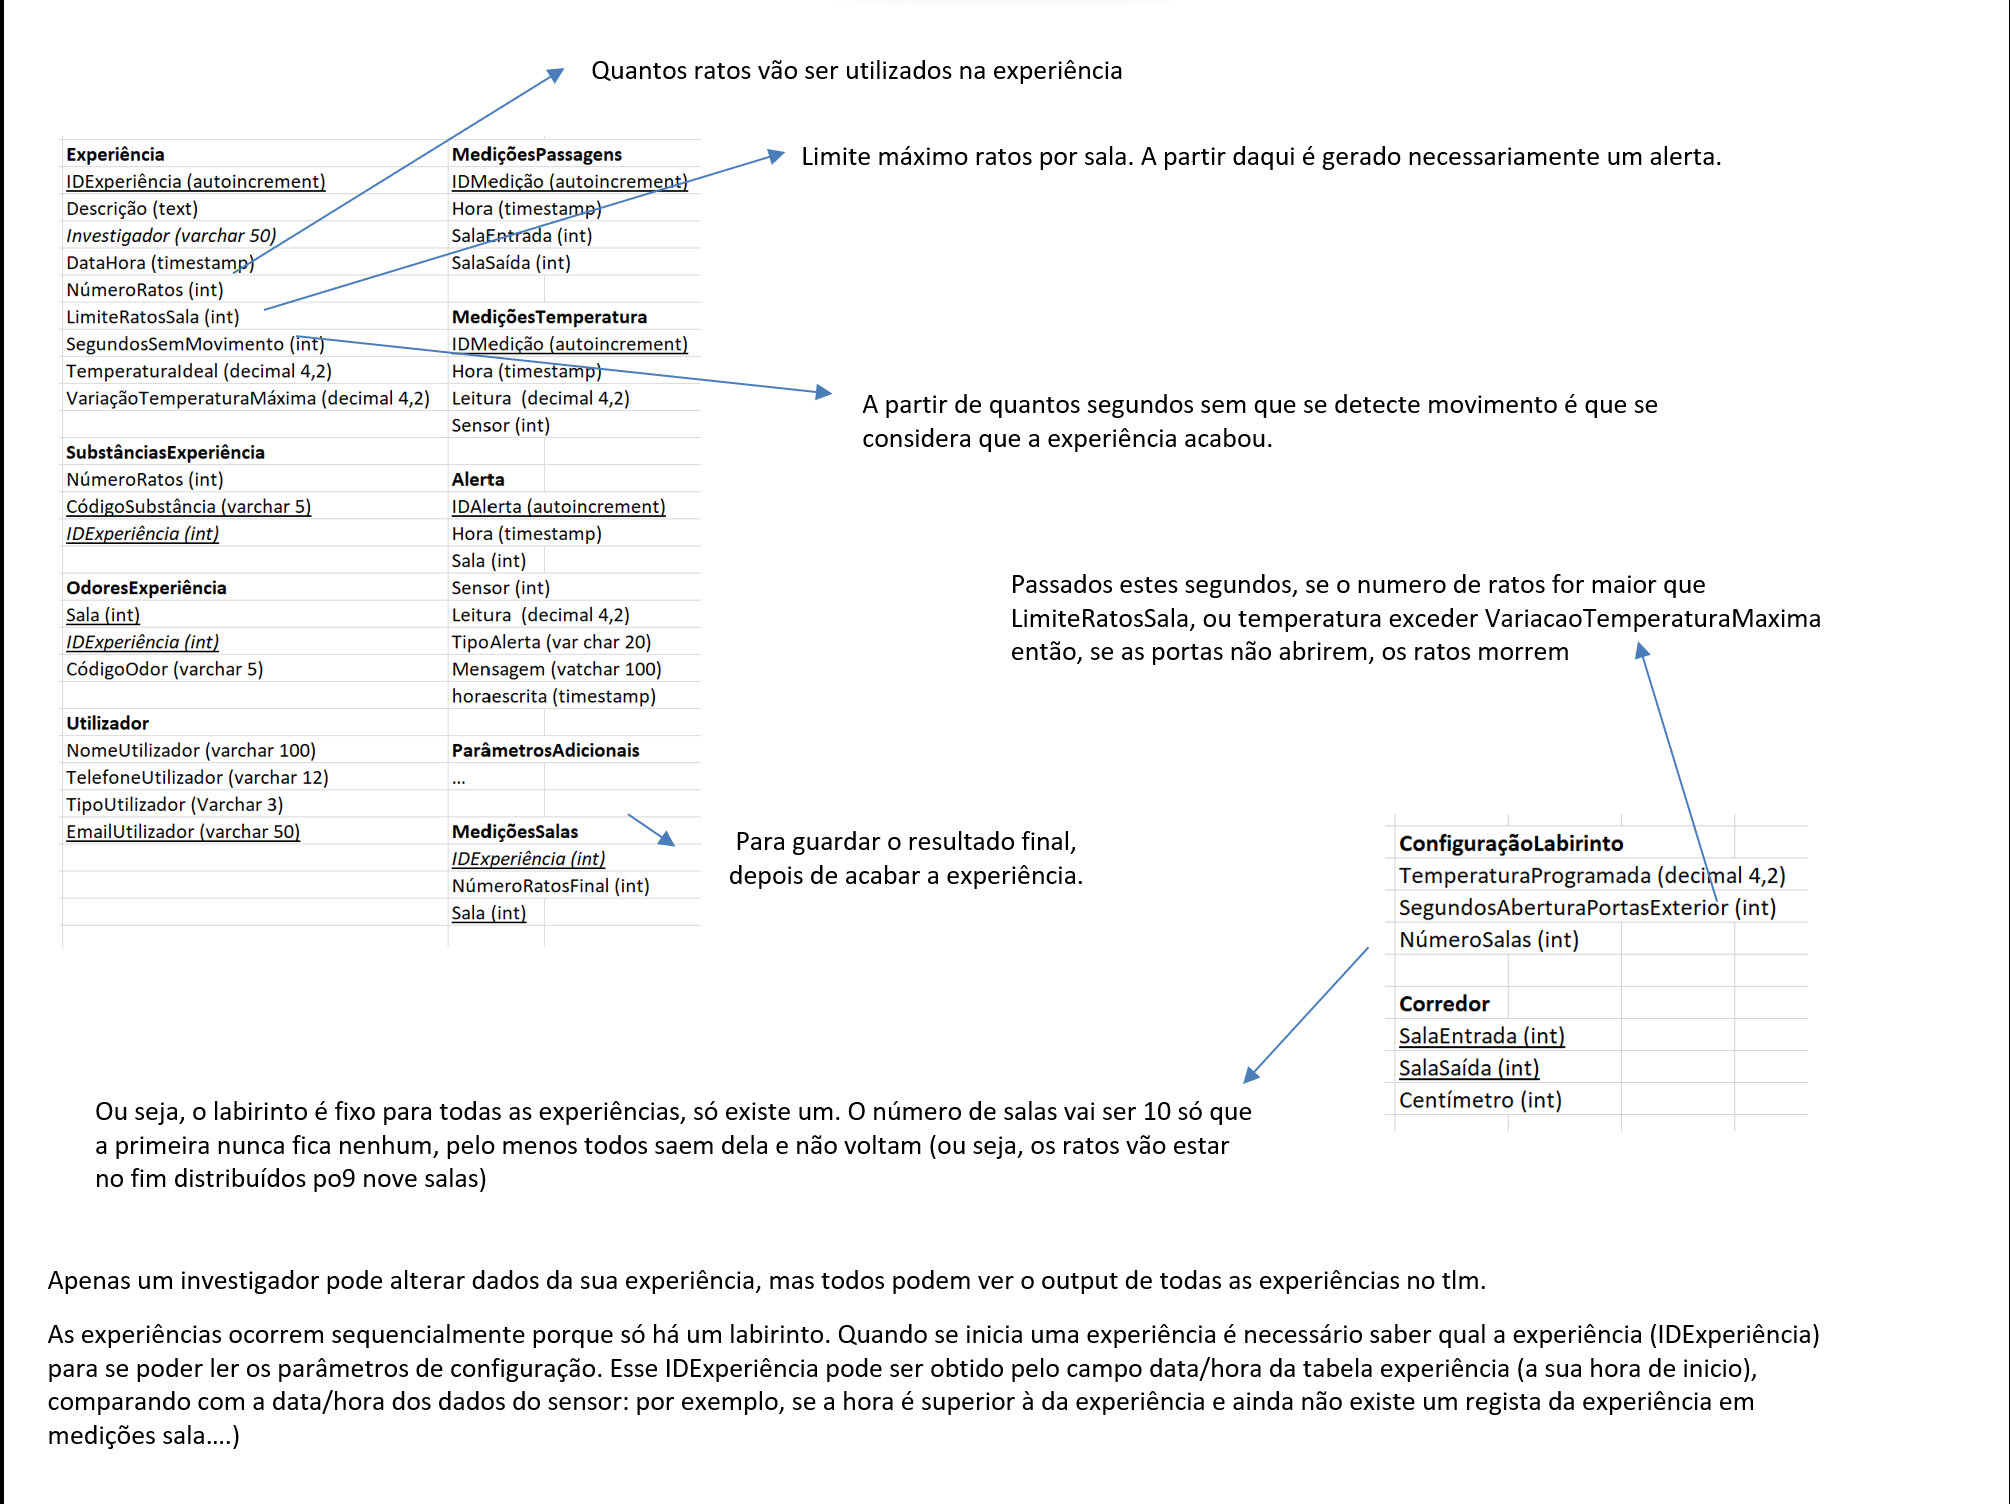 Quantos ratos vão ser utilizados na experiência
Limite máximo ratos por sala. A partir daqui é gerado necessariamente um alerta.
Experiência
IDExperiência (autoincrement)
Descrição (text)
Investigador (varchar 50)
DataHora (timestamp)
NúmeroRatos (int)
LimiteRatosSala (int)
SegundosSemMovimento (int)
TemperaturaIdeal (decimal 4,2)
VariaçãoTemperaturaMáxima (decimal 4,2)
SubstânciasExperiência
NúmeroRatos (int)
CódigoSubstância (varchar 5)
IDExperiência (int)
OdoresExperiência
Sala (int)
IDExperiência (int)
CódigoOdor (varchar 5)
Utilizador
NomeUtilizador (varchar 100)
TelefoneUtilizador (varchar 12)
TipoUtilizador (Varchar 3)
EmailUtilizador (varchar 50)
MediçõesPassagens
IDMedição (autoincrement)
Hora (timestamp)
SalaEntrada (int)
SalaSaída (int)
MediçõesTemperatura
IDMedição (autoincrement)
Hora (timestamp)
Leitura  (decimal 4,2)
Sensor (int)
Alerta
IDAlerta (autoincrement)
Hora (timestamp)
Sala (int)
Sensor (int)
Leitura  (decimal 4,2)
TipoAlerta (var char 20)
Mensagem (vatchar 100)
horaescrita (timestamp)
ParâmetrosAdicionais
...
MediçõesSalas
IDExperiência (int)
NúmeroRatosFinal (int)
Sala (int)
A partir de quantos segundos sem que se detecte movimento é que se
considera que a experiência acabou.
Passados estes segundos, se o numero de ratos for maior que
LimiteRatosSala, ou temperatura exceder VariacaoTemperaturaMaxima
então, se as portas não abrirem, os ratos morrem
Para guardar o resultado final,
depois de acabar a experiência.
ConfiguraçãoLabirinto
TemperaturaProgramada (decimal 4,2)
SegundosAberturaPortasExterior (int)
NúmeroSalas (int)
Corredor
SalaEntrada (int)
SalaSaída (int)
Centímetro (int)
Ou seja, o labirinto é fixo para todas as experiências, só existe um. O número de salas vai ser 10 só que
a primeira nunca fica nenhum, pelo menos todos saem dela e não voltam (ou seja, os ratos vão estar
no fim distribuídos po9 nove salas)
Apenas um investigador pode alterar dados da sua experiência, mas todos podem ver o output de todas as experiências no tlm.
As experiências ocorrem sequencialmente porque só há um labirinto. Quando se inicia uma experiência é necessário saber qual a experiência (IDExperiência)
para se poder ler os parâmetros de configuração. Esse IDExperiência pode ser obtido pelo campo data/hora da tabela experiência (a sua hora de inicio),
comparando com a data/hora dos dados do sensor: por exemplo, se a hora é superior à da experiência e ainda não existe um regista da experiência em
medições sala....)